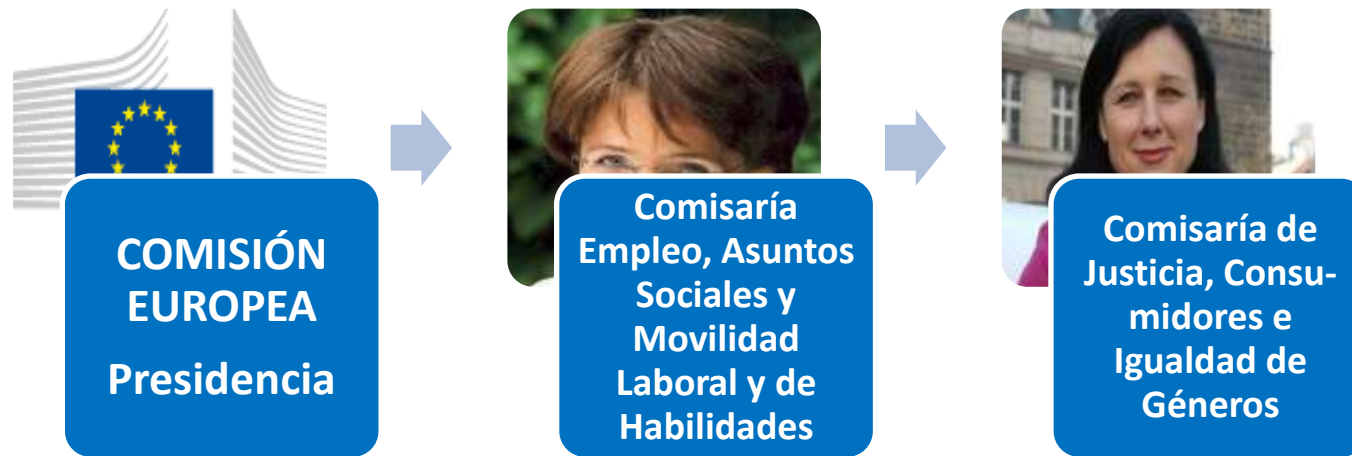 COMISIÓN
EUROPEA
Presidencia
Comisaría
Empleo, Asuntos
Sociales y
Movilidad
Laboral y de
Habilidades
Comisaría de
Justicia, Consu-
midores e
Igualdad de
Géneros